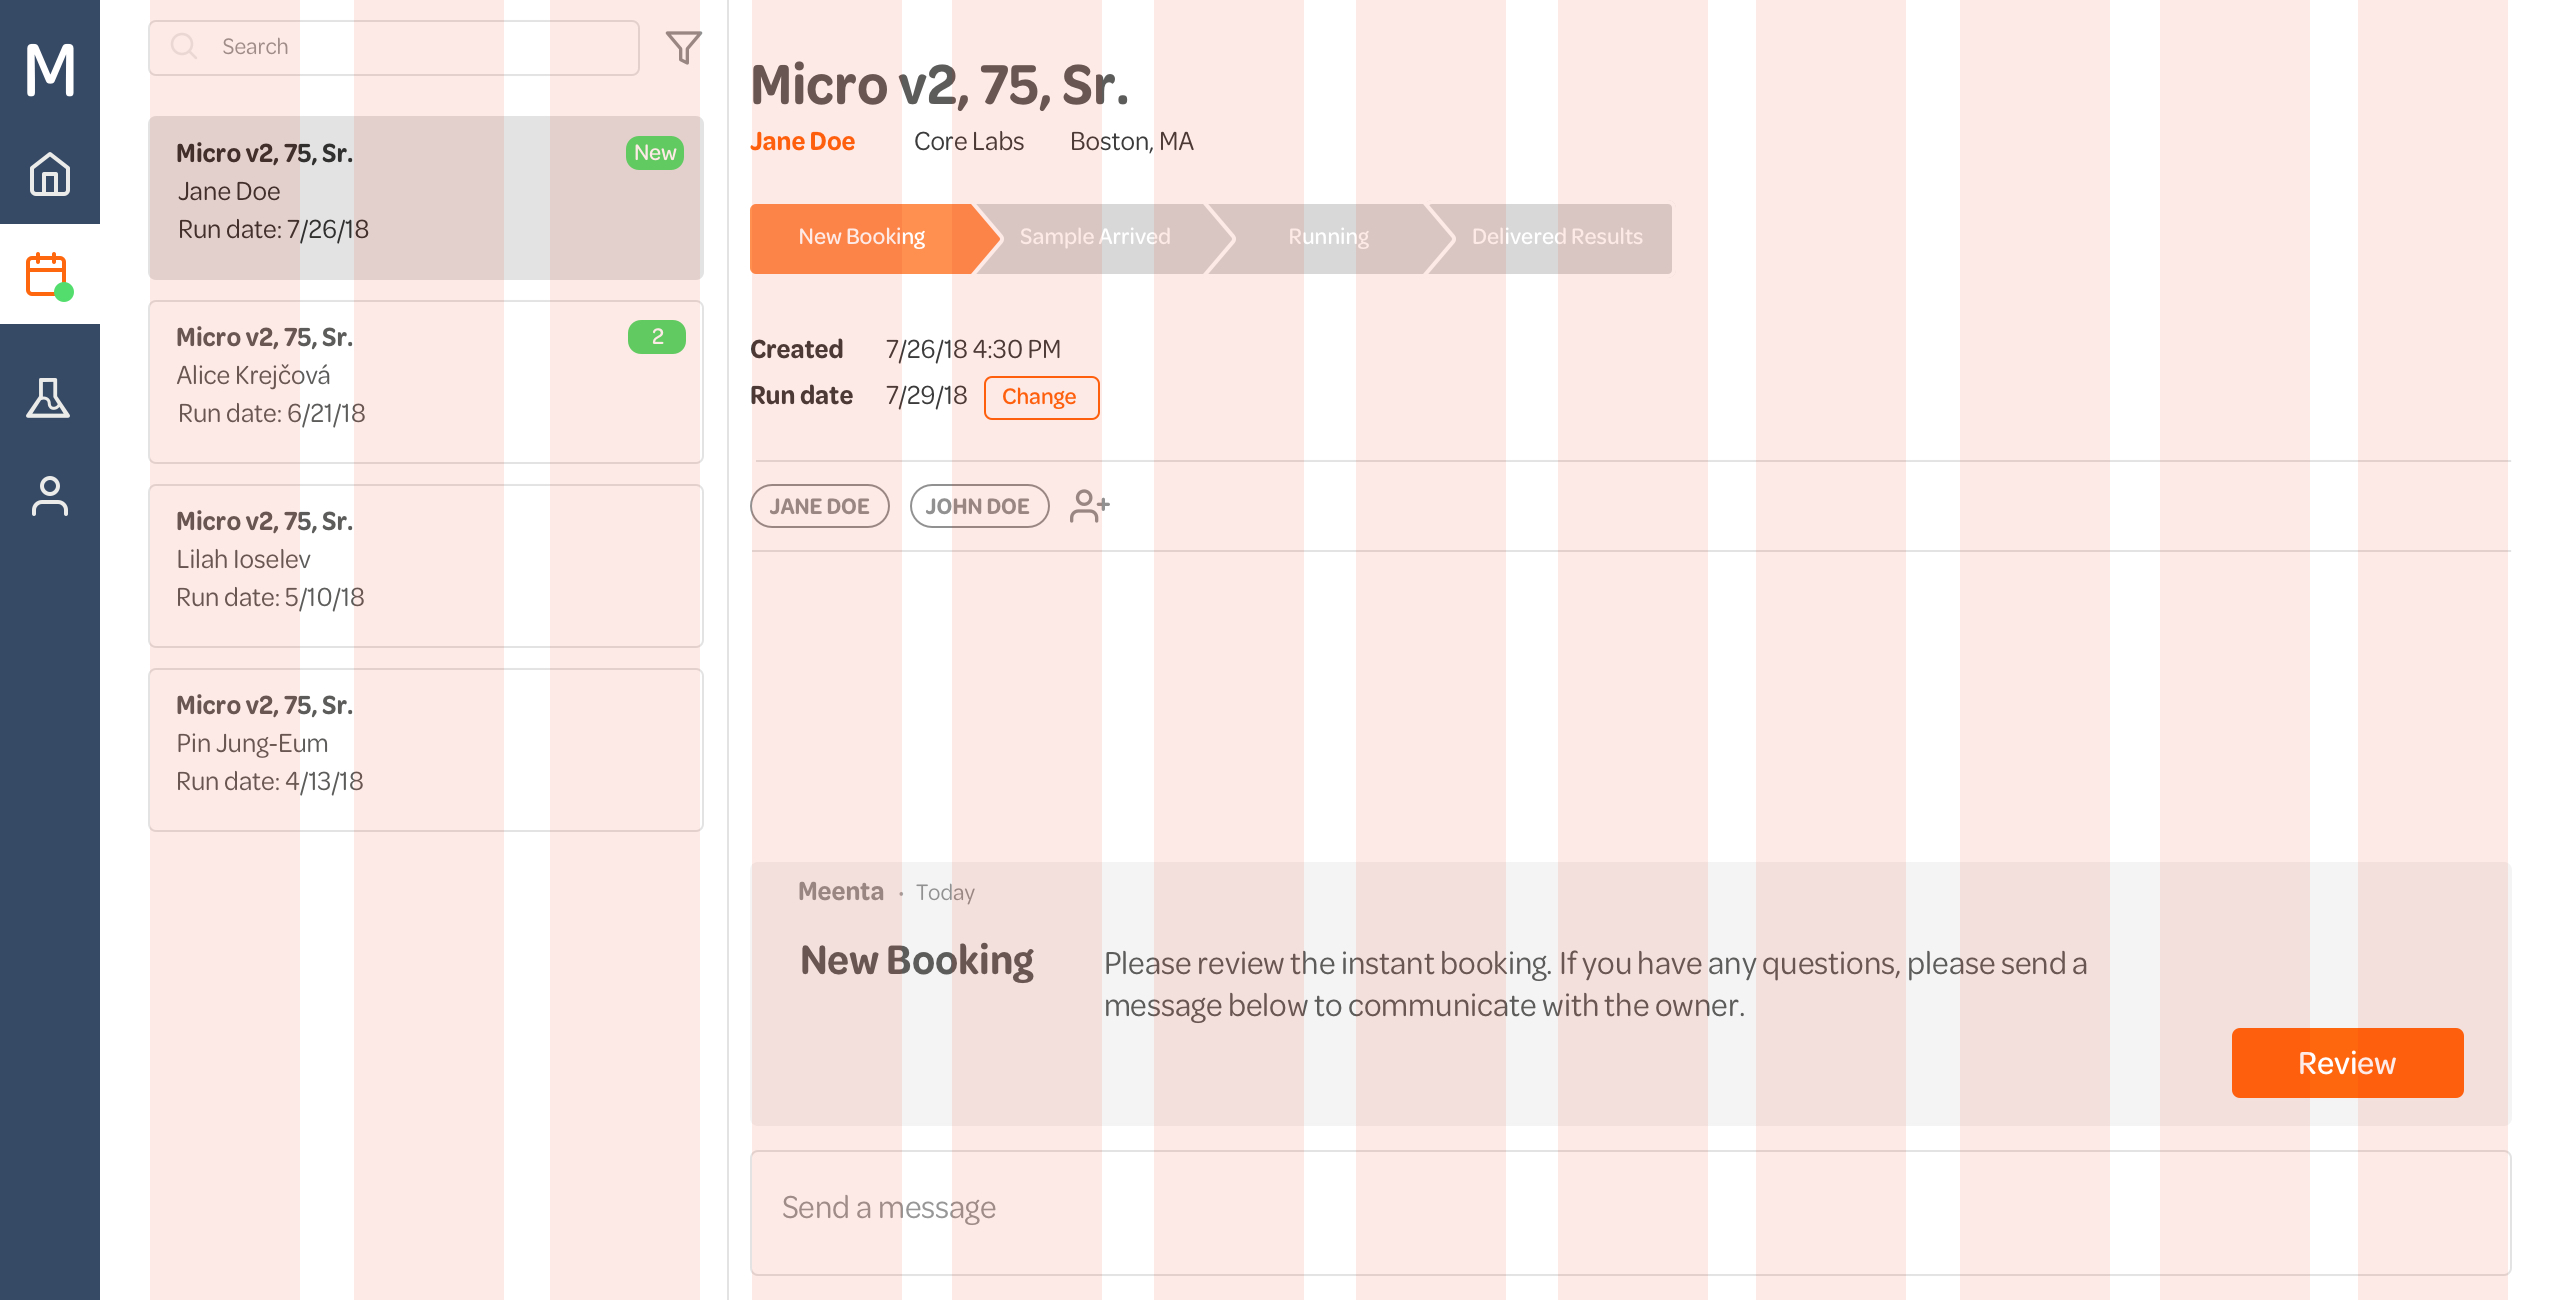 M
Search
Micro v2, 75, Sr.
New
Jane Doe
Run date: 7/26/18
Micro v2, 75, Sr.
2
Alice Krejčová
Run date: 6/21/18
Micro v2, 75, Sr.
Lilah Ioselev
Run date: 5/10/18
Micro v2, 75, Sr.
Pin Jung-Eum
Run date: 4/13/18
Micro v2, 75, Sr.
Jane Doe Core Labs Boston, MA
New Booking Sample Arrived Running Delivered Results
Created 7/26/18 4:30 PM
Run date 7/29/18 Change
JANE DOE JOHN DOE
Meenta · Today
New Booking
Please review the instant booking. If you have any questions, please send a
message below to communicate with the owner.
Review
Send a message